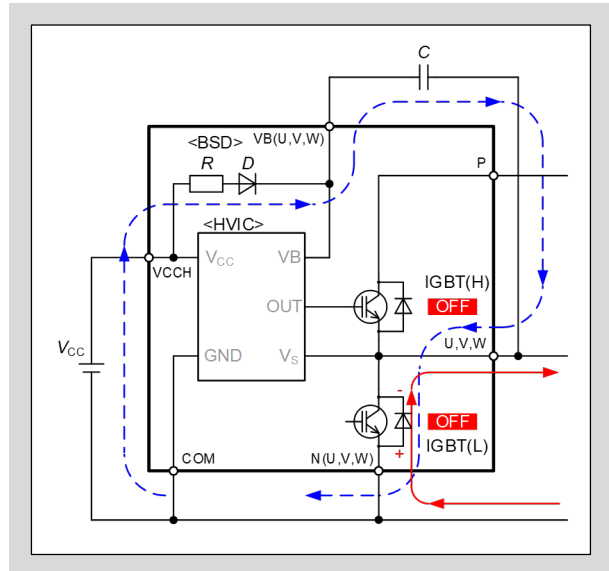 C
VB(U,V,W)
<BSD>
R
D
P
<HVIC>
VCCH
VCC
VB
IGBT(H)
OUT
OFF
VCC
U,V,W
GND
VS
-
OFF
+
IGBT(L)
COM
N(U,V,W)